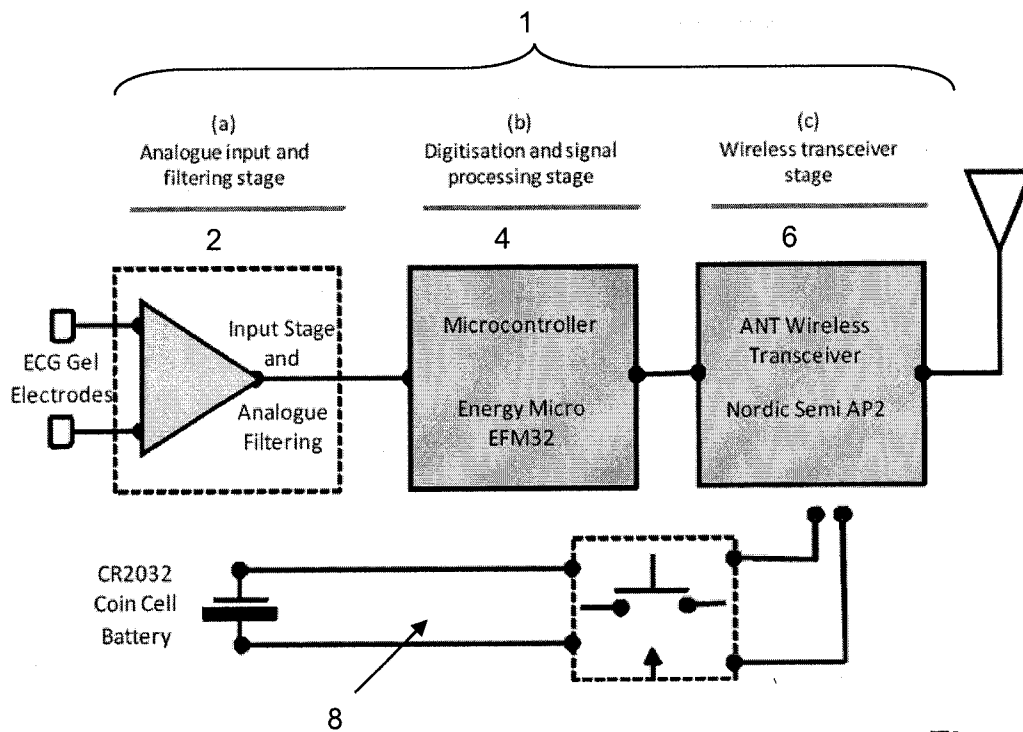 1
(a)
Analogue input and
filtering stage
(b)
Digitisation and signal
processing stage
(c)
Wireless transceiver
stage
2
4
6
ECG Gel
Electrodes
Input Stage
and
Analogue
Filtering
Microcontroller
Energy Micro
EFM32
ANT Wireless
Transceiver
Nordic Semi AP2
CR2032
Coin Cell
Battery
8